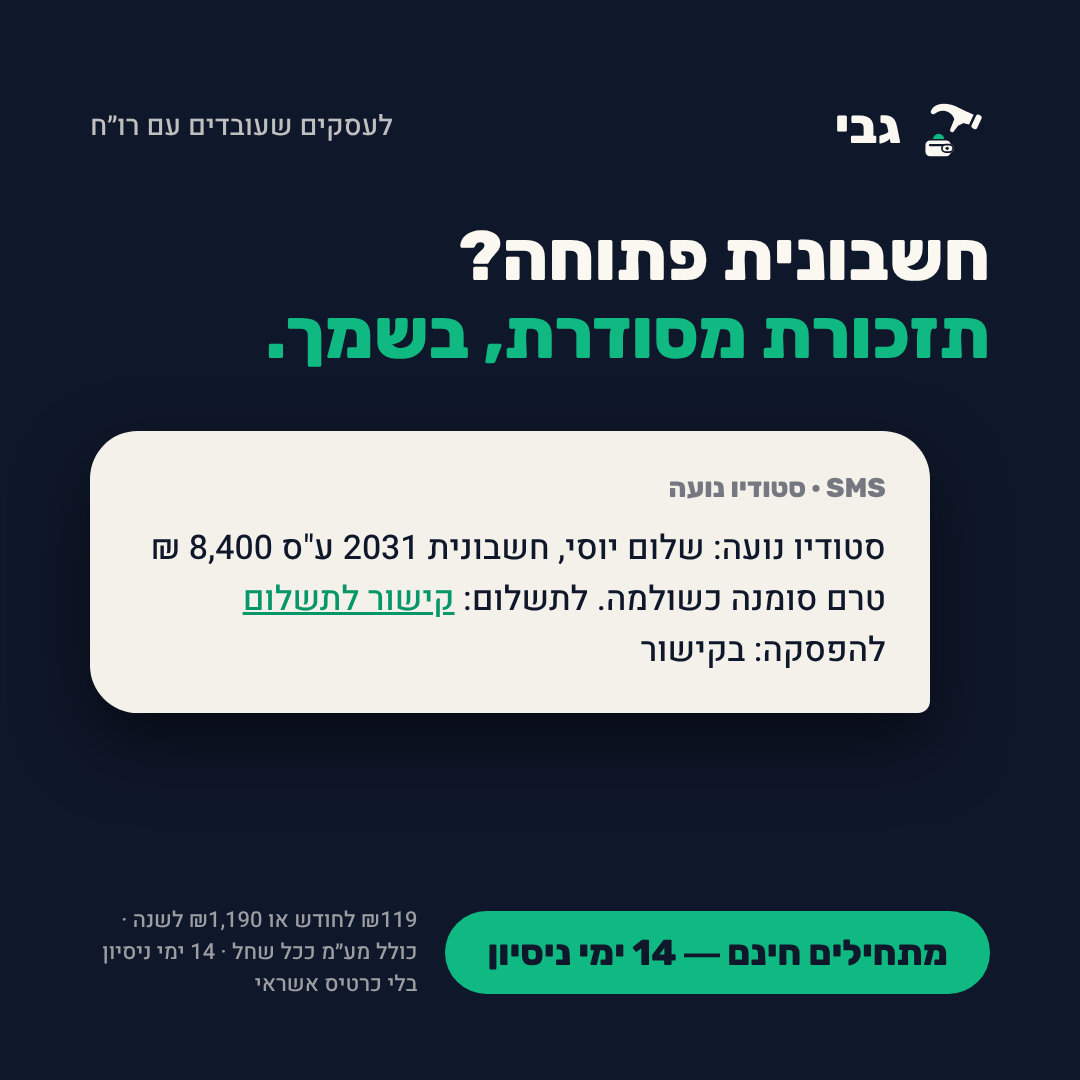 גבי
לעסקים שעובדים עם רו״ח
חשבונית פתוחה?
תזכורת מסודרת, בשמך.
SMS • סטודיו נועה
סטודיו נועה: שלום יוסי, חשבונית 2031 ע"ס 8,400 ₪
טרם סומנה כשולמה. לתשלום: קישור לתשלום
להפסקה: בקישור
מתחילים חינם — 14 ימי ניסיון
₪119 לחודש או ₪1,190 לשנה ·
כולל מע״מ ככל שחל · 14 ימי ניסיון
בלי כרטיס אשראי